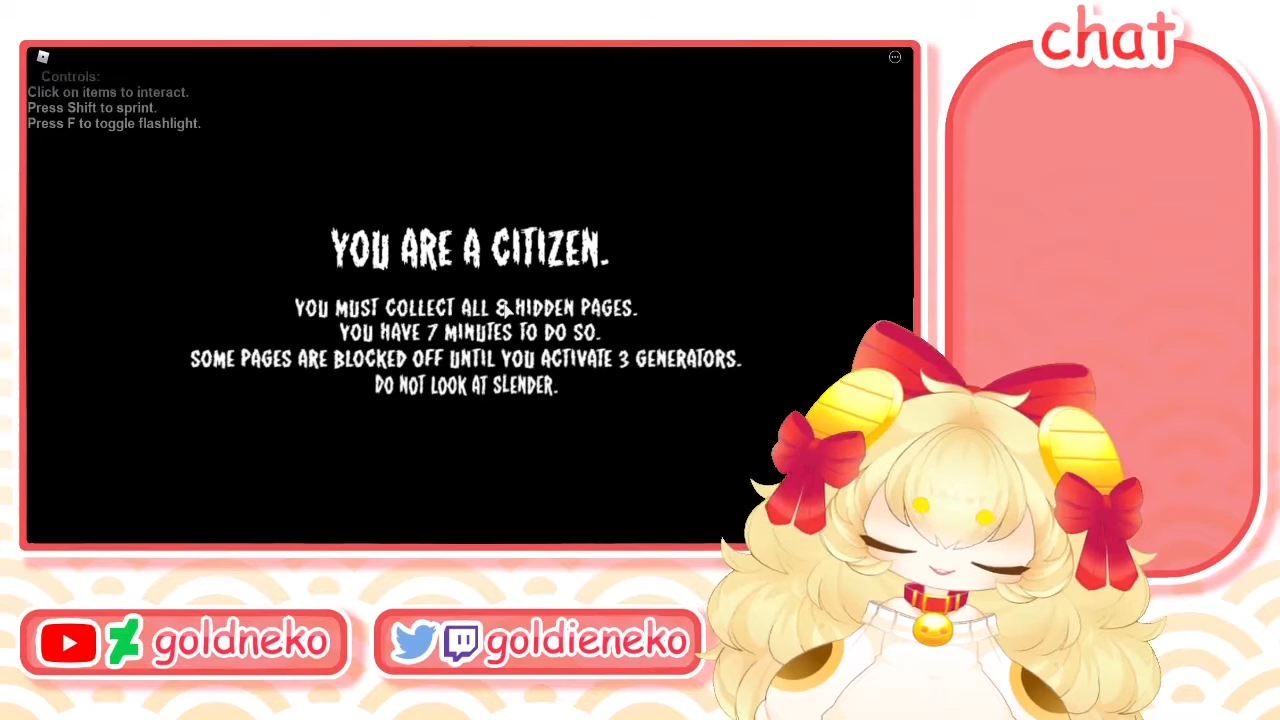 chat
Controls:
Click on items to interact.
Press Shift to sprint.
Press F to toggle flashlight.
YOU ARE A CITIZEN.
YOU MUST COLLECT ALL 8 HIDDEN PAGES.
YOU HAVE 7 MINUTES TO DO SO.
SOME PAGES ARE BLOCKED OFF UNTIL YOU ACTIVATE 3 GENERATORS.
DO NOT LOOK AT SLENDER.
goldneko
goldieneko